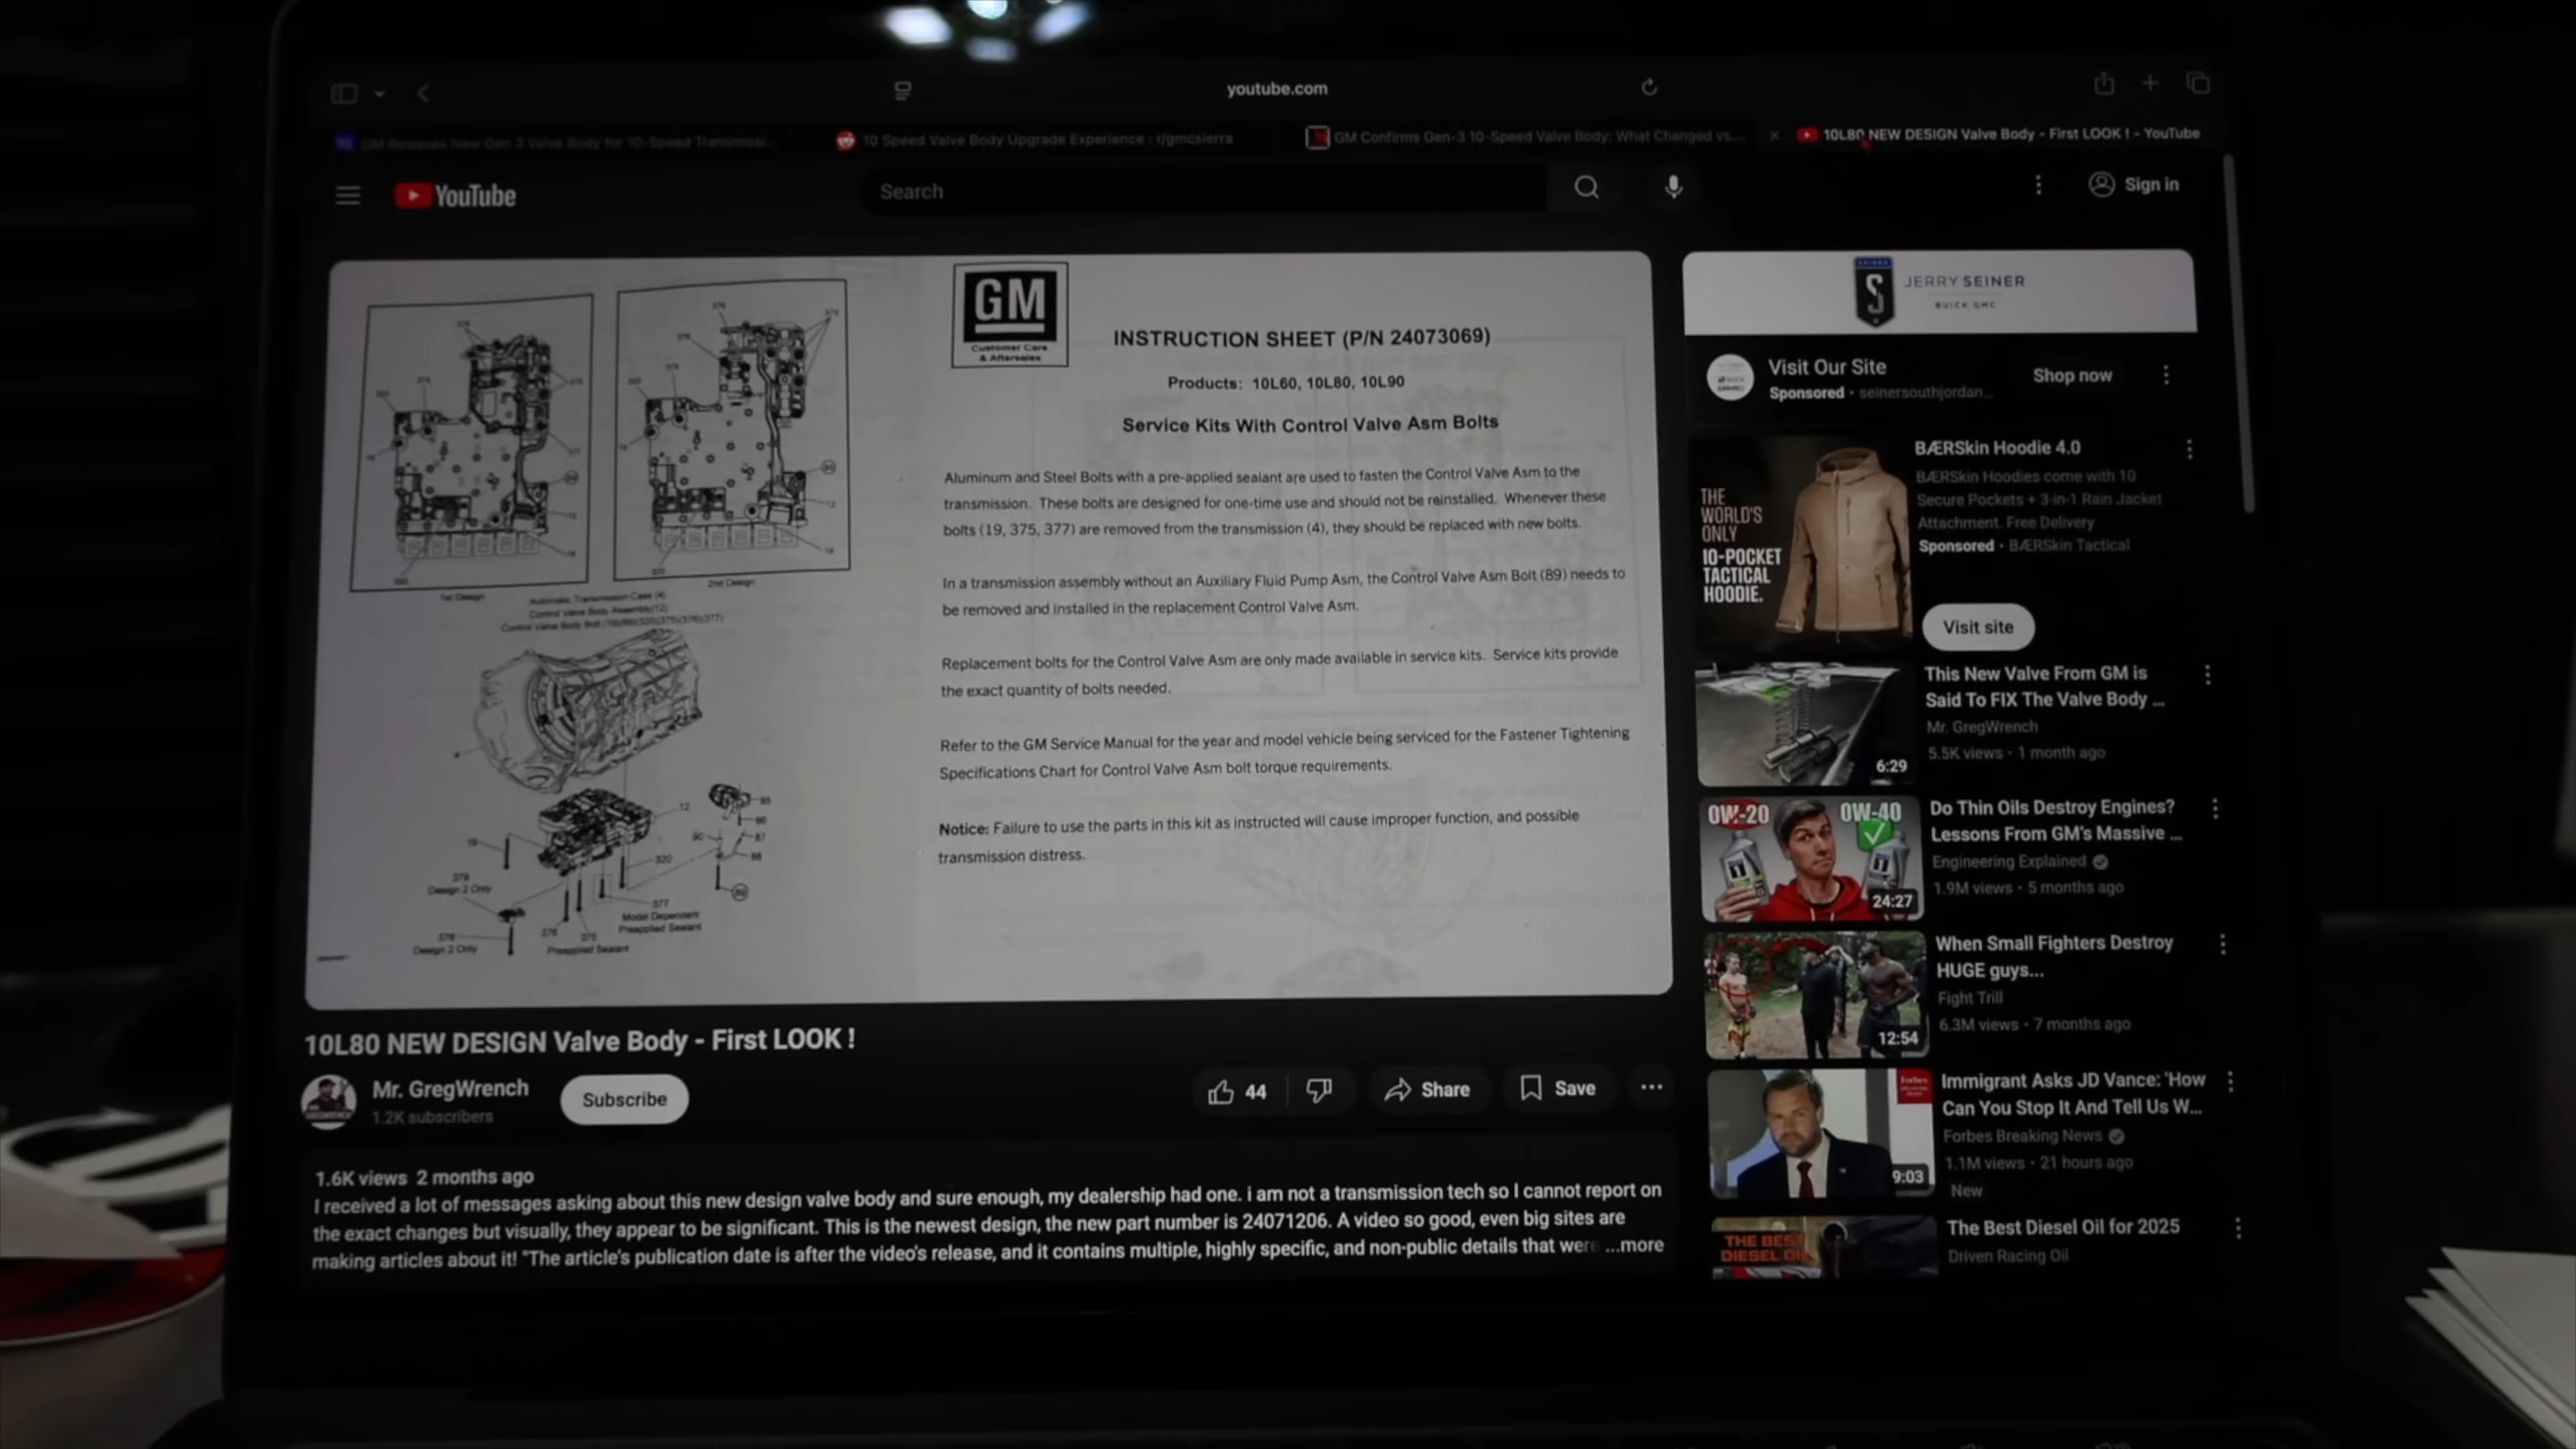 youtube.com
GM Releases New Gen 3 Valve Body for 10-Speed Transmissi...
10 Speed Valve Body Upgrade Experience : r/gmcsierra
GM Confirms Gen-3 10-Speed Valve Body: What Changed vs....
10L80 NEW DESIGN Valve Body - First LOOK ! - YouTube
YouTube
Search
Sign in
GM
Customer Care
& Aftersales
INSTRUCTION SHEET (P/N 24073069)
Products: 10L60, 10L80, 10L90
Service Kits With Control Valve Asm Bolts
Aluminum and Steel Bolts with a pre-applied sealant are used to fasten the Control Valve Asm to the
transmission. These bolts are designed for one-time use and should not be reinstalled. Whenever these
bolts (19, 375, 377) are removed from the transmission (4), they should be replaced with new bolts.
In a transmission assembly without an Auxiliary Fluid Pump Asm, the Control Valve Asm Bolt (89) needs to
be removed and installed in the replacement Control Valve Asm.
Replacement bolts for the Control Valve Asm are only made available in service kits. Service kits provide
the exact quantity of bolts needed.
Refer to the GM Service Manual for the year and model vehicle being serviced for the Fastener Tightening
Specifications Chart for Control Valve Asm bolt torque requirements.
Notice: Failure to use the parts in this kit as instructed will cause improper function, and possible
transmission distress.
1st Design
2nd Design
Automatic Transmission Case (4)
Control Valve Body Assembly(12)
Control Valve Body Bolt
12
90
87
88
320
377
Model Dependent
Preapplied Sealant
Design 2 Only
Design 2 Only
375
Preapplied Sealant
10L80 NEW DESIGN Valve Body - First LOOK !
Mr. GregWrench
1.2K subscribers
Subscribe
44
Share
Save
1.6K views 2 months ago
I received a lot of messages asking about this new design valve body and sure enough, my dealership had one. i am not a transmission tech so I cannot report on
the exact changes but visually, they appear to be significant. This is the newest design, the new part number is 24071206. A video so good, even big sites are
making articles about it! "The article's publication date is after the video's release, and it contains multiple, highly specific, and non-public details that were ...more
S
JERRY SEINER
BUICK GMC
Visit Our Site
Sponsored • seinersouthjordan...
Shop now
THE
WORLD'S
ONLY
10-POCKET
TACTICAL
HOODIE.
BÆRSkin Hoodie 4.0
BÆRSkin Hoodies come with 10
Secure Pockets + 3-in-1 Rain Jacket
Attachment. Free Delivery
Sponsored • BÆRSkin Tactical
Visit site
6:29
This New Valve From GM is
Said To FIX The Valve Body ...
Mr. GregWrench
5.5K views • 1 month ago
0W-20
0W-40
24:27
Do Thin Oils Destroy Engines?
Lessons From GM's Massive ...
Engineering Explained
1.9M views • 5 months ago
12:54
When Small Fighters Destroy
HUGE guys...
Fight Trill
6.3M views • 7 months ago
Forbes
9:03
Immigrant Asks JD Vance: 'How
Can You Stop It And Tell Us W...
Forbes Breaking News
1.1M views • 21 hours ago
New
THE BEST
DIESEL OIL
The Best Diesel Oil for 2025
Driven Racing Oil